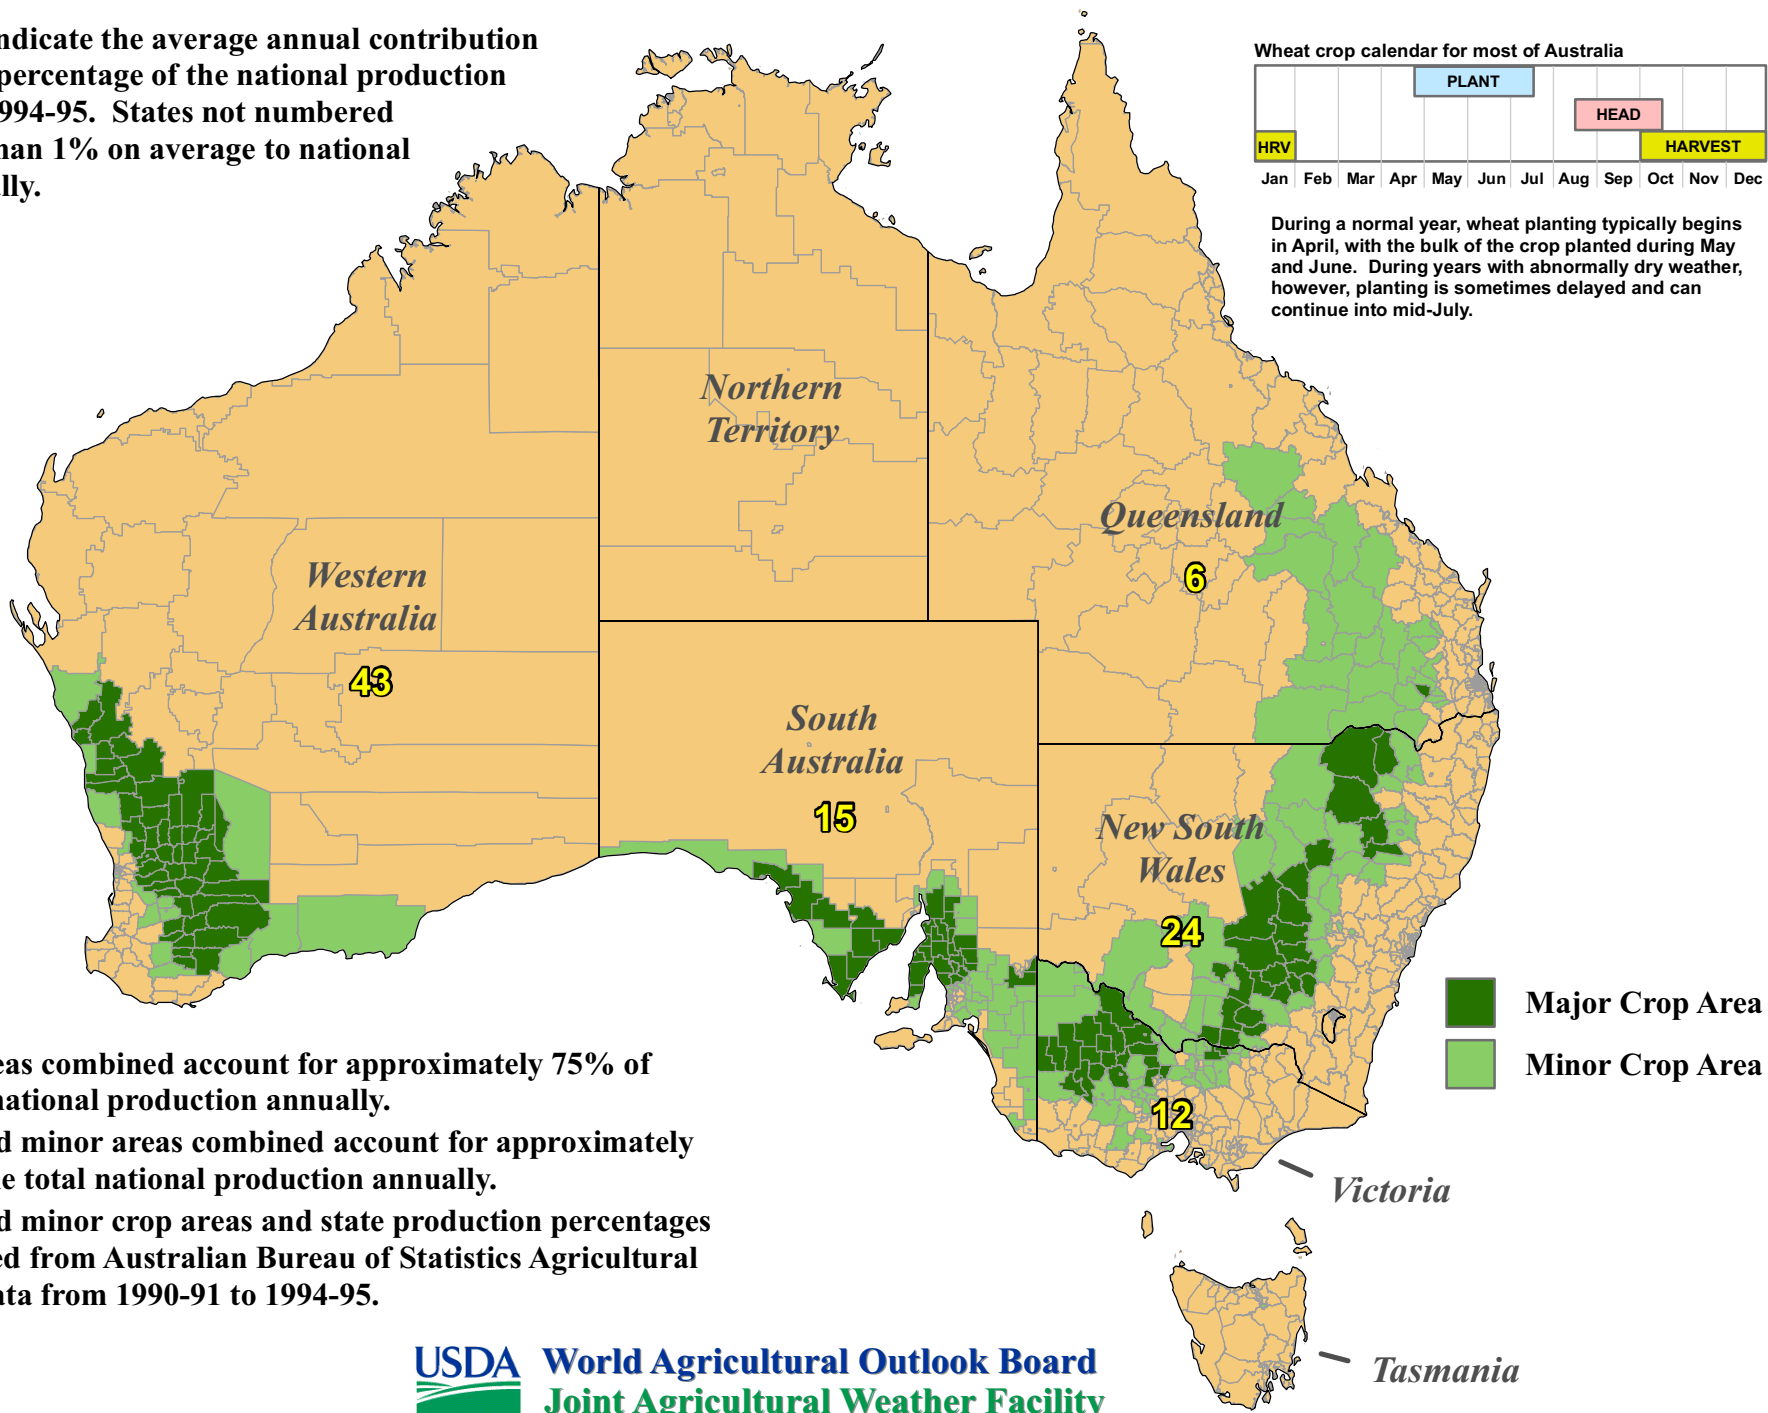 ndicate the average annual contribution
percentage of the national production
994-95. States not numbered
han 1% on average to national
lly.
Wheat crop calendar for most of Australia
PLANT
HEAD
HRV
HARVEST
Jan Feb Mar Apr May Jun Jul Aug Sep Oct Nov Dec
During a normal year, wheat planting typically begins
in April, with the bulk of the crop planted during May
and June. During years with abnormally dry weather,
however, planting is sometimes delayed and can
continue into mid-July.
Northern
Territory
Queensland
6
Western
Australia
43
South
Australia
15
New South
Wales
24
12
Major Crop Area
Minor Crop Area
Victoria
Tasmania
eas combined account for approximately 75% of
national production annually.
d minor areas combined account for approximately
e total national production annually.
d minor crop areas and state production percentages
ed from Australian Bureau of Statistics Agricultural
ata from 1990-91 to 1994-95.
USDA World Agricultural Outlook Board
Joint Agricultural Weather Facility